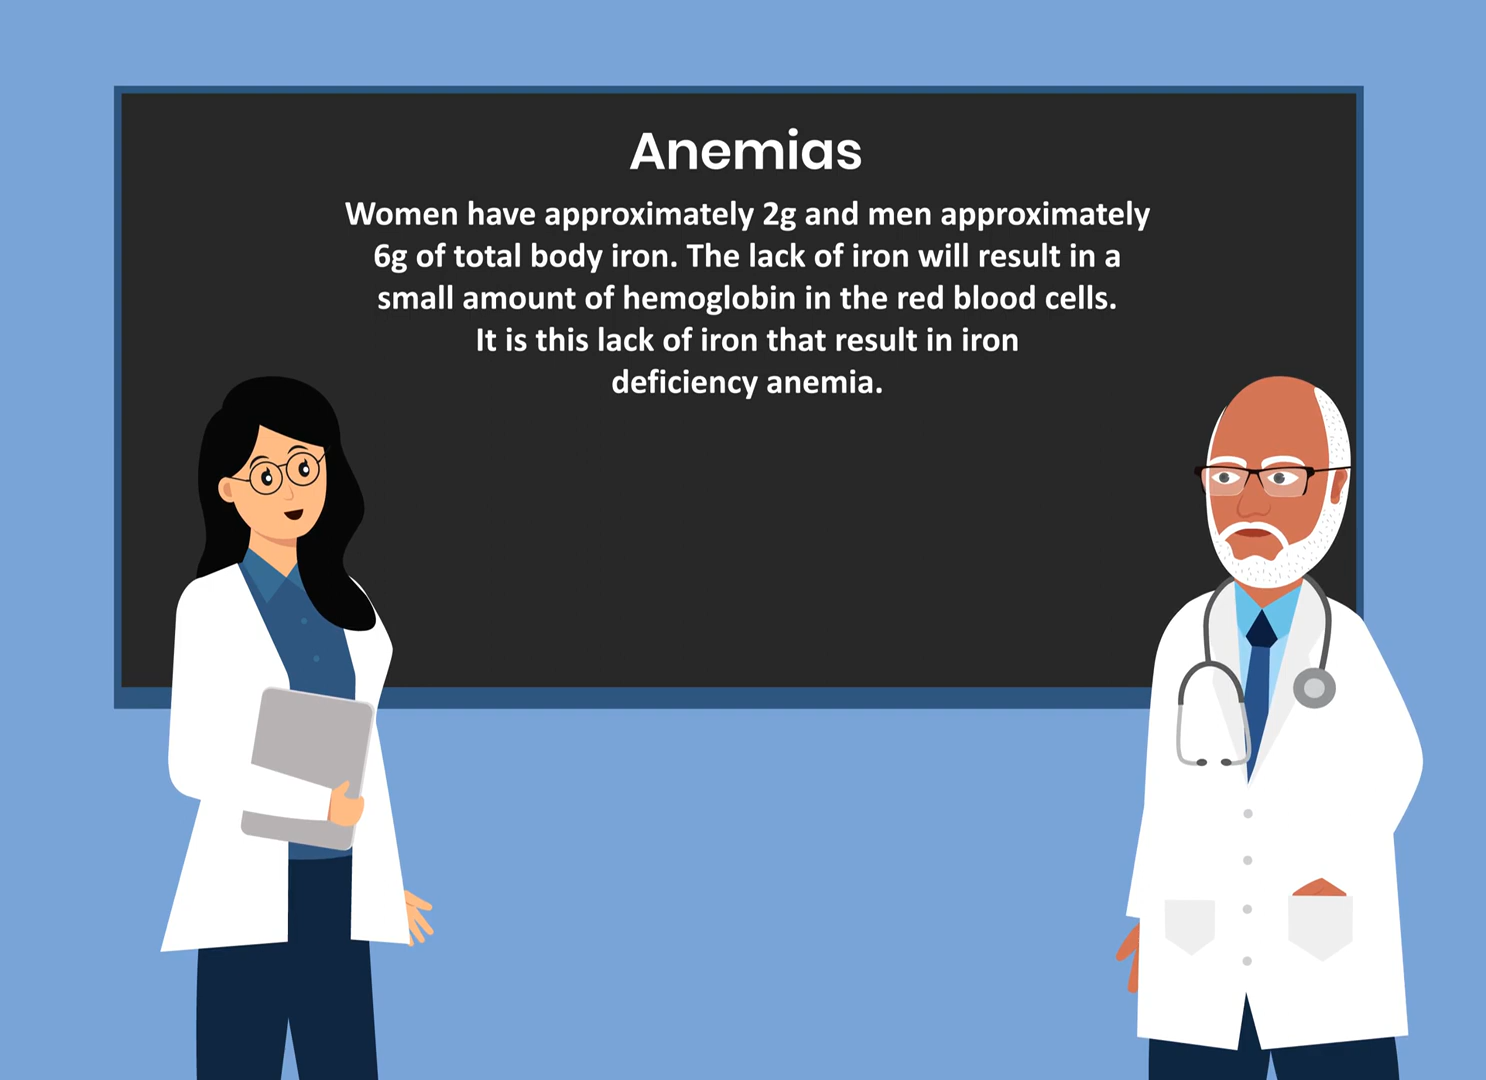 Anemias
Women have approximately 2g and men approximately
6g of total body iron. The lack of iron will result in a
small amount of hemoglobin in the red blood cells.
It is this lack of iron that result in iron
deficiency anemia.